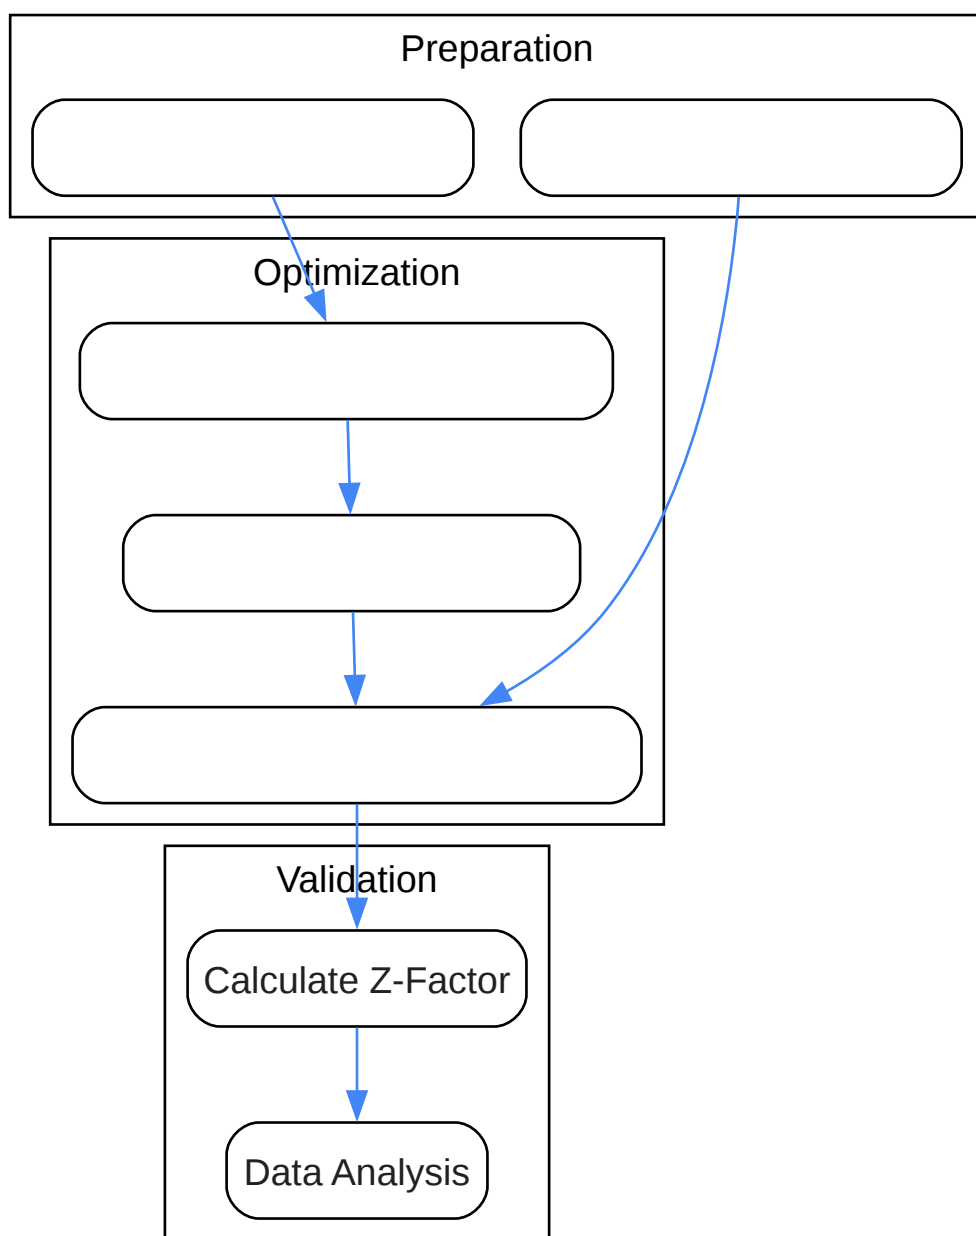 Preparation
Optimization
Validation
Calculate Z-Factor
Data Analysis